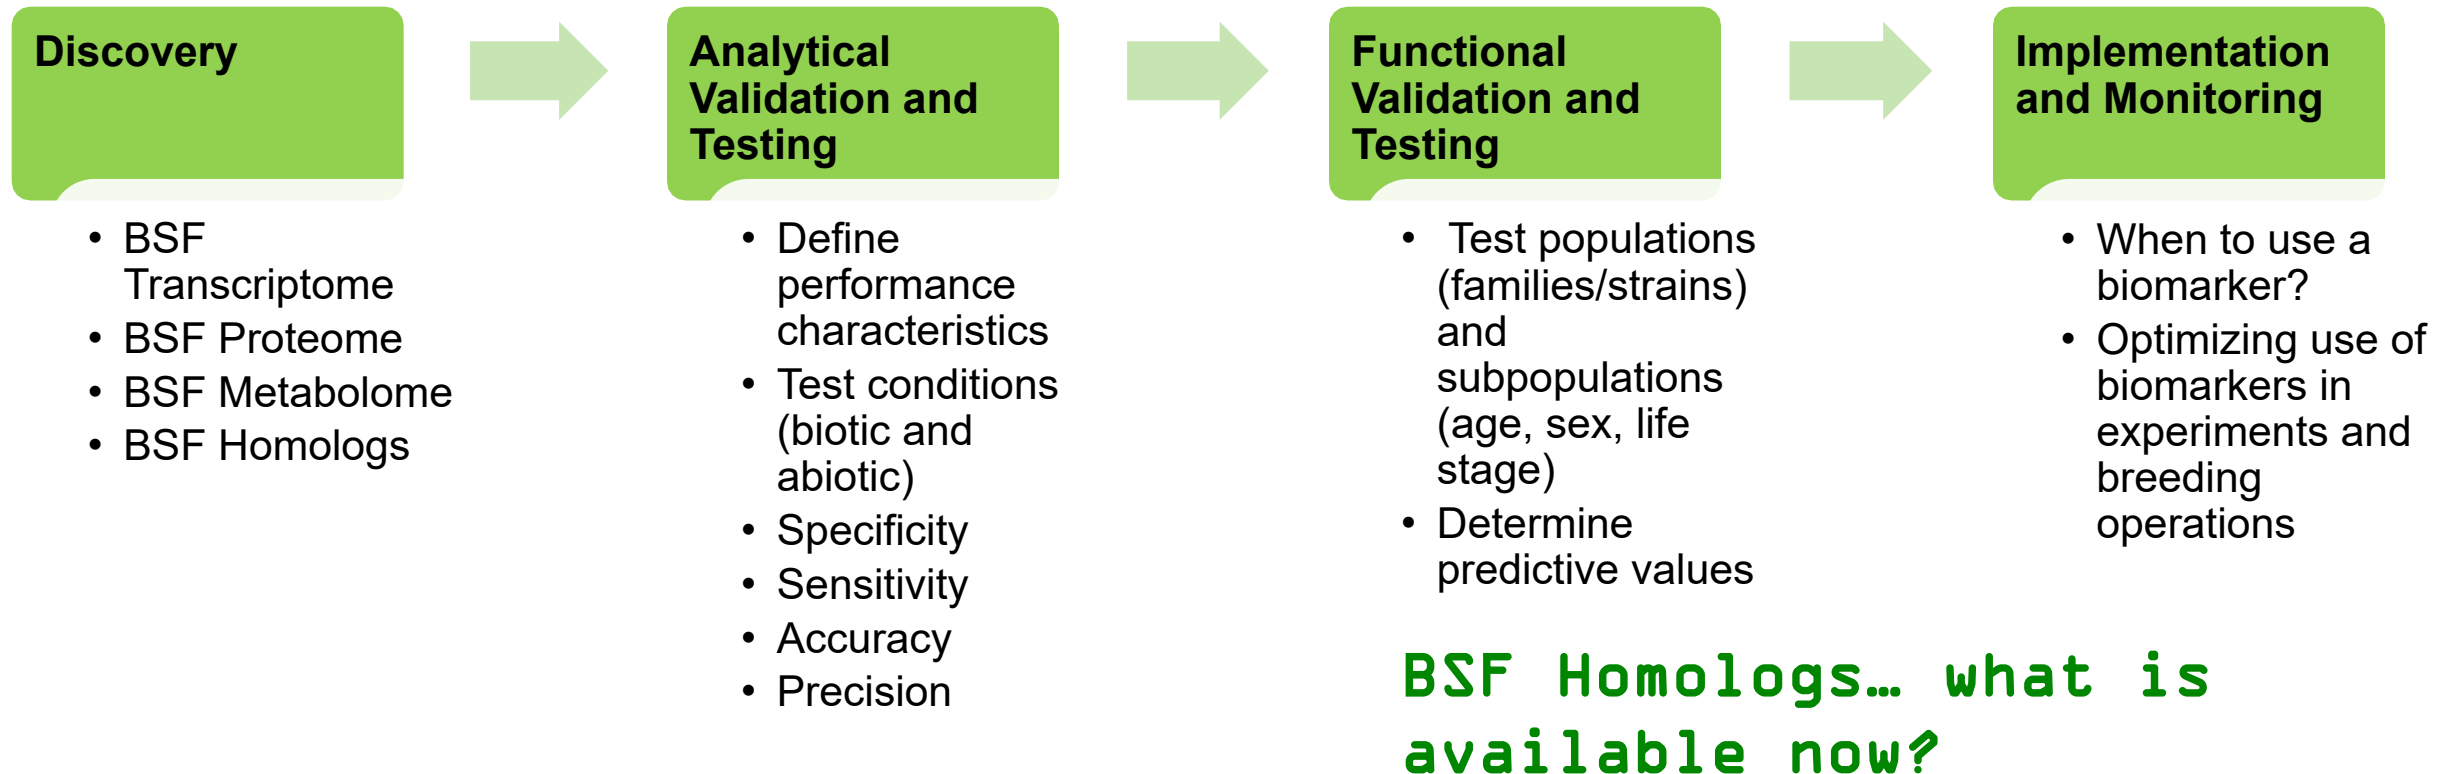 Discovery
• BSF
Transcriptome
• BSF Proteome
• BSF Metabolome
• BSF Homologs
Analytical
Validation and
Testing
• Define
performance
characteristics
• Test conditions
(biotic and
abiotic)
• Specificity
• Sensitivity
• Accuracy
• Precision
Functional
Validation and
Testing
• Test populations
(families/strains)
and
subpopulations
(age, sex, life
stage)
• Determine
predictive values
Implementation
and Monitoring
• When to use a
biomarker?
• Optimizing use of
biomarkers in
experiments and
breeding
operations
BSF Homologs… what is
available now?